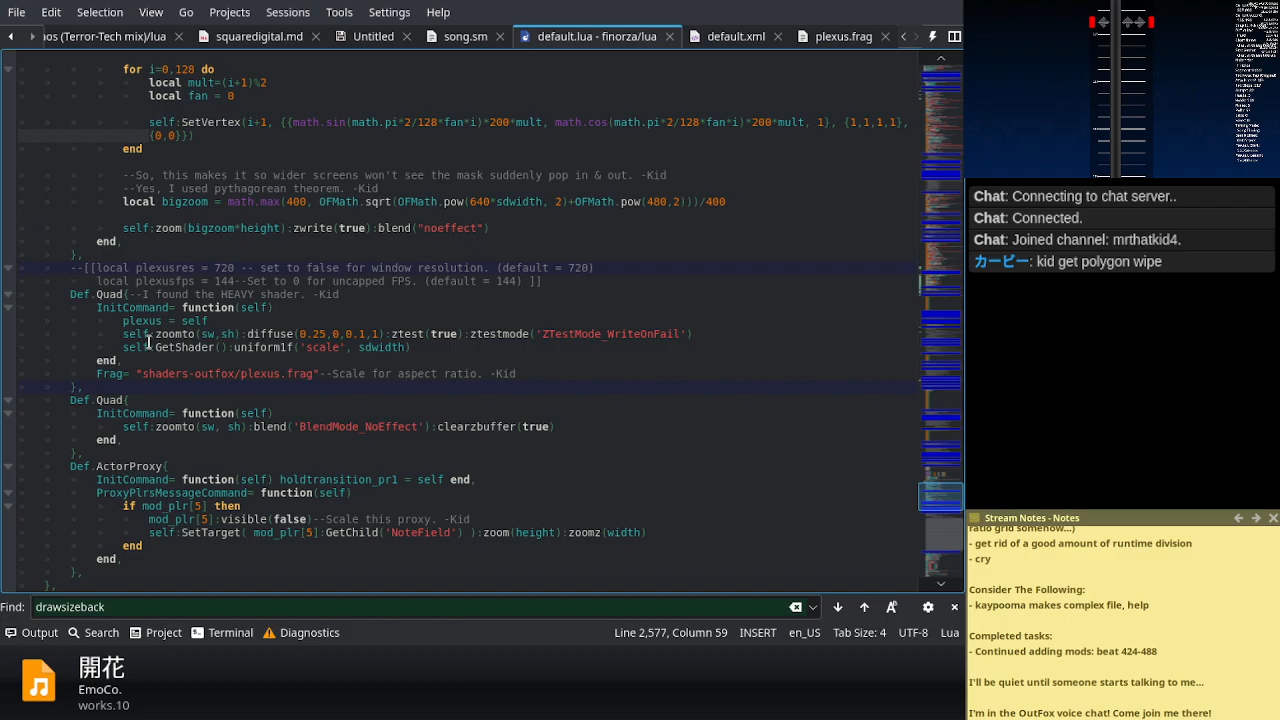 File Edit Selection View Go Projects Sessions Tools Settings Help
os (Terror-Tech mix)/lua squaredigital.md Untitled song.sm default.lua - finorza/lua default.xml plexus.frag
for i=0,128 do
local mult=(i+1)%2
local fan = 0
self:SetVertex(i+1, {{math.sin(math.pi*2/128*fan*i)*200*mult, math.cos(math.pi*2/128*fan*i)*200*mult, 1}, {1,1,1,1},
{0,0}})
end
--So, this makes it so wider screens won't see the mask suddenly pop in & out. -Kid
--Yes, I used pythegorean theorem. -Kid
local bigzoom = math.max(400, OFMath.sqrt(OFMath.pow(640*sdwidth, 2)+OFMath.pow(480,2)))/400
self:zoom(bigzoom*height):zwrite(true):blend("noeffect")
end,
},
--[[local plexusres = 720 -- set to false for window resolution. (default = 720)
Def.Quad{--I found the HEAVY shader. -Kid
InitCommand= function(self)
plexus = self
self:zoomto(sw,sh):diffuse(0.25,0,0.1,1):ztest(true):ztestmode('ZTestMode_WriteOnFail')
self:GetShader():uniform1f('scale', sdwidth)
end,
Frag= "shaders-outfox/plexus.frag"--Scale for aspect ratio. -Kid
},
Def.Quad{
InitCommand= function(self)
self:zoomto(sw, sh):blend('BlendMode_NoEffect'):clearzbuffer(true)
end,
},
Def.ActorProxy{
InitCommand= function(self) holdtransition_pr1 = self end,
ProxyPlrsMessageCommand= function(self)
if mod_plr[5] then
mod_plr[5]:visible(false)--Scale this proxy. -Kid
self:SetTarget( mod_plr[5]:GetChild('NoteField') ):zoom(height):zoomz(width)
end
end,
},
},
Find: drawsizeback
Output Search Project Terminal Diagnostics Line 2,577, Column 59 INSERT en_US Tab Size: 4 UTF-8 Lua
開花
EmoCo.
works.10
Chat: Connecting to chat server..
Chat: Connected.
Chat: Joined channel: mrthatkid4.
カービー: kid get polygon wipe
Stream Notes - Notes
ratio grid somehow...)
- get rid of a good amount of runtime division
- cry
Consider The Following:
- kaypooma makes complex file, help
Completed tasks:
- Continued adding mods: beat 424-488
I'll be quiet until someone starts talking to me...
I'm in the OutFox voice chat! Come join me there!